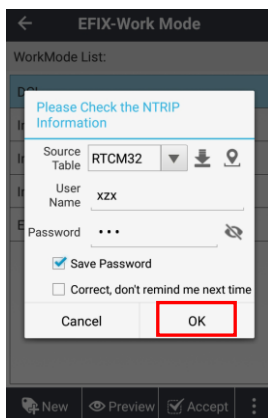 EFIX-Work Mode
WorkMode List:
Please Check the NTRIP
Information
Source
Table
RTCM32
User
Name
xzx
Password
•••
Save Password
Correct, don't remind me next time
Cancel
OK
New
Preview
Accept